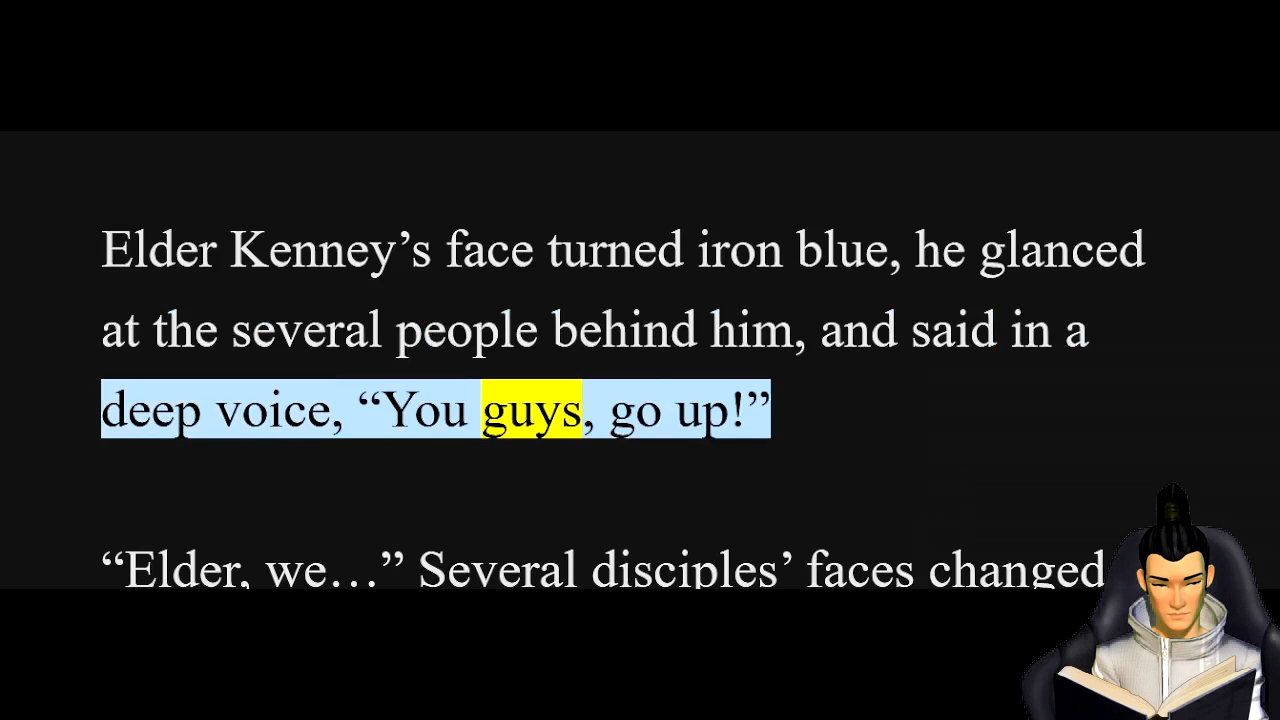 Elder Kenney’s face turned iron blue, he glanced
at the several people behind him, and said in a
deep voice, “You guys, go up!”
“Elder, we…” Several disciples’ faces changed